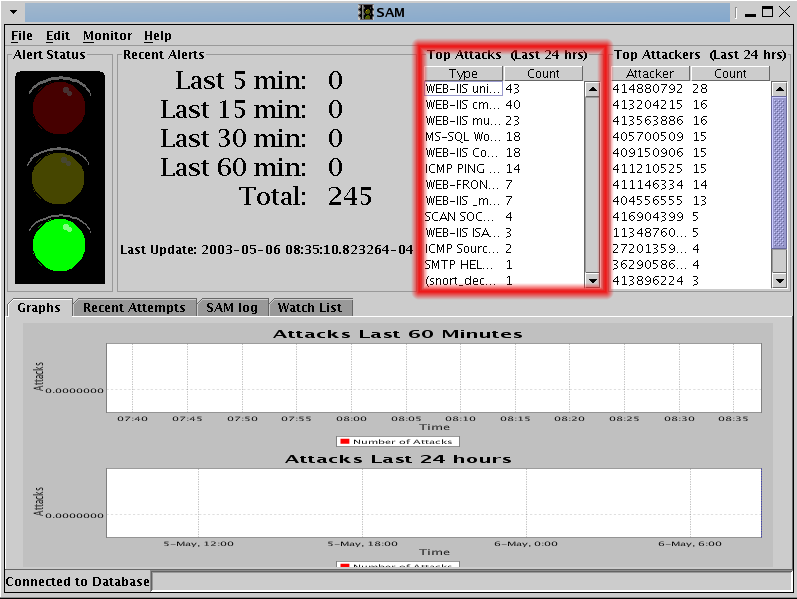 SAM
File Edit Monitor Help
Alert Status
Recent Alerts
Last 5 min: 0
Last 15 min: 0
Last 30 min: 0
Last 60 min: 0
Total: 245
Last Update: 2003-05-06 08:35:10.823264-04
Top Attacks (Last 24 hrs)
Type Count
WEB-IIS uni... 43
WEB-IIS cm... 40
WEB-IIS mu... 23
MS-SQL Wo... 18
WEB-IIS Co... 18
ICMP PING ... 14
WEB-FRON... 7
WEB-IIS _m... 7
SCAN SOC... 4
WEB-IIS ISA... 3
ICMP Sourc... 2
SMTP HEL... 1
(snort_dec... 1
Top Attackers (Last 24 hrs)
Attacker Count
414880792 28
413204215 16
413563886 16
405700509 15
409150906 15
411210525 15
411146334 14
404556555 13
416904399 5
11348760... 5
27201359... 4
36290586... 4
413896224 3
Graphs Recent Attempts SAM log Watch List
Attacks Last 60 Minutes
Attacks
0.0000000
07:40 07:45 07:50 07:55 08:00 08:05 08:10 08:15 08:20 08:25 08:30 08:35
Time
Number of Attacks
Attacks Last 24 hours
Attacks
0.0000000
5-May, 12:00 5-May, 18:00 6-May, 0:00 6-May, 6:00
Time
Number of Attacks
Connected to Database